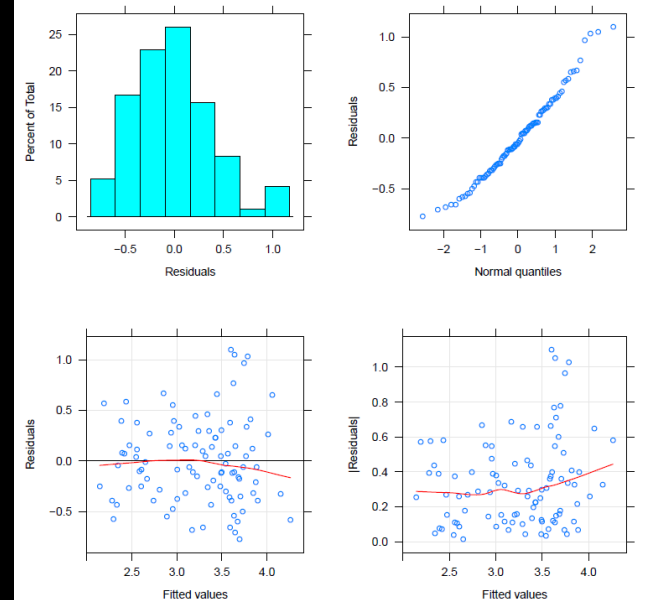 25
20
15
10
5
0
Percent of Total
−0.5 0.0 0.5 1.0
Residuals
1.0
0.5
0.0
−0.5
Residuals
−2 −1 0 1 2
Normal quantiles
1.0
0.5
0.0
−0.5
Residuals
2.5 3.0 3.5 4.0
Fitted values
1.0
0.8
0.6
0.4
0.2
0.0
|Residuals|
2.5 3.0 3.5 4.0
Fitted values